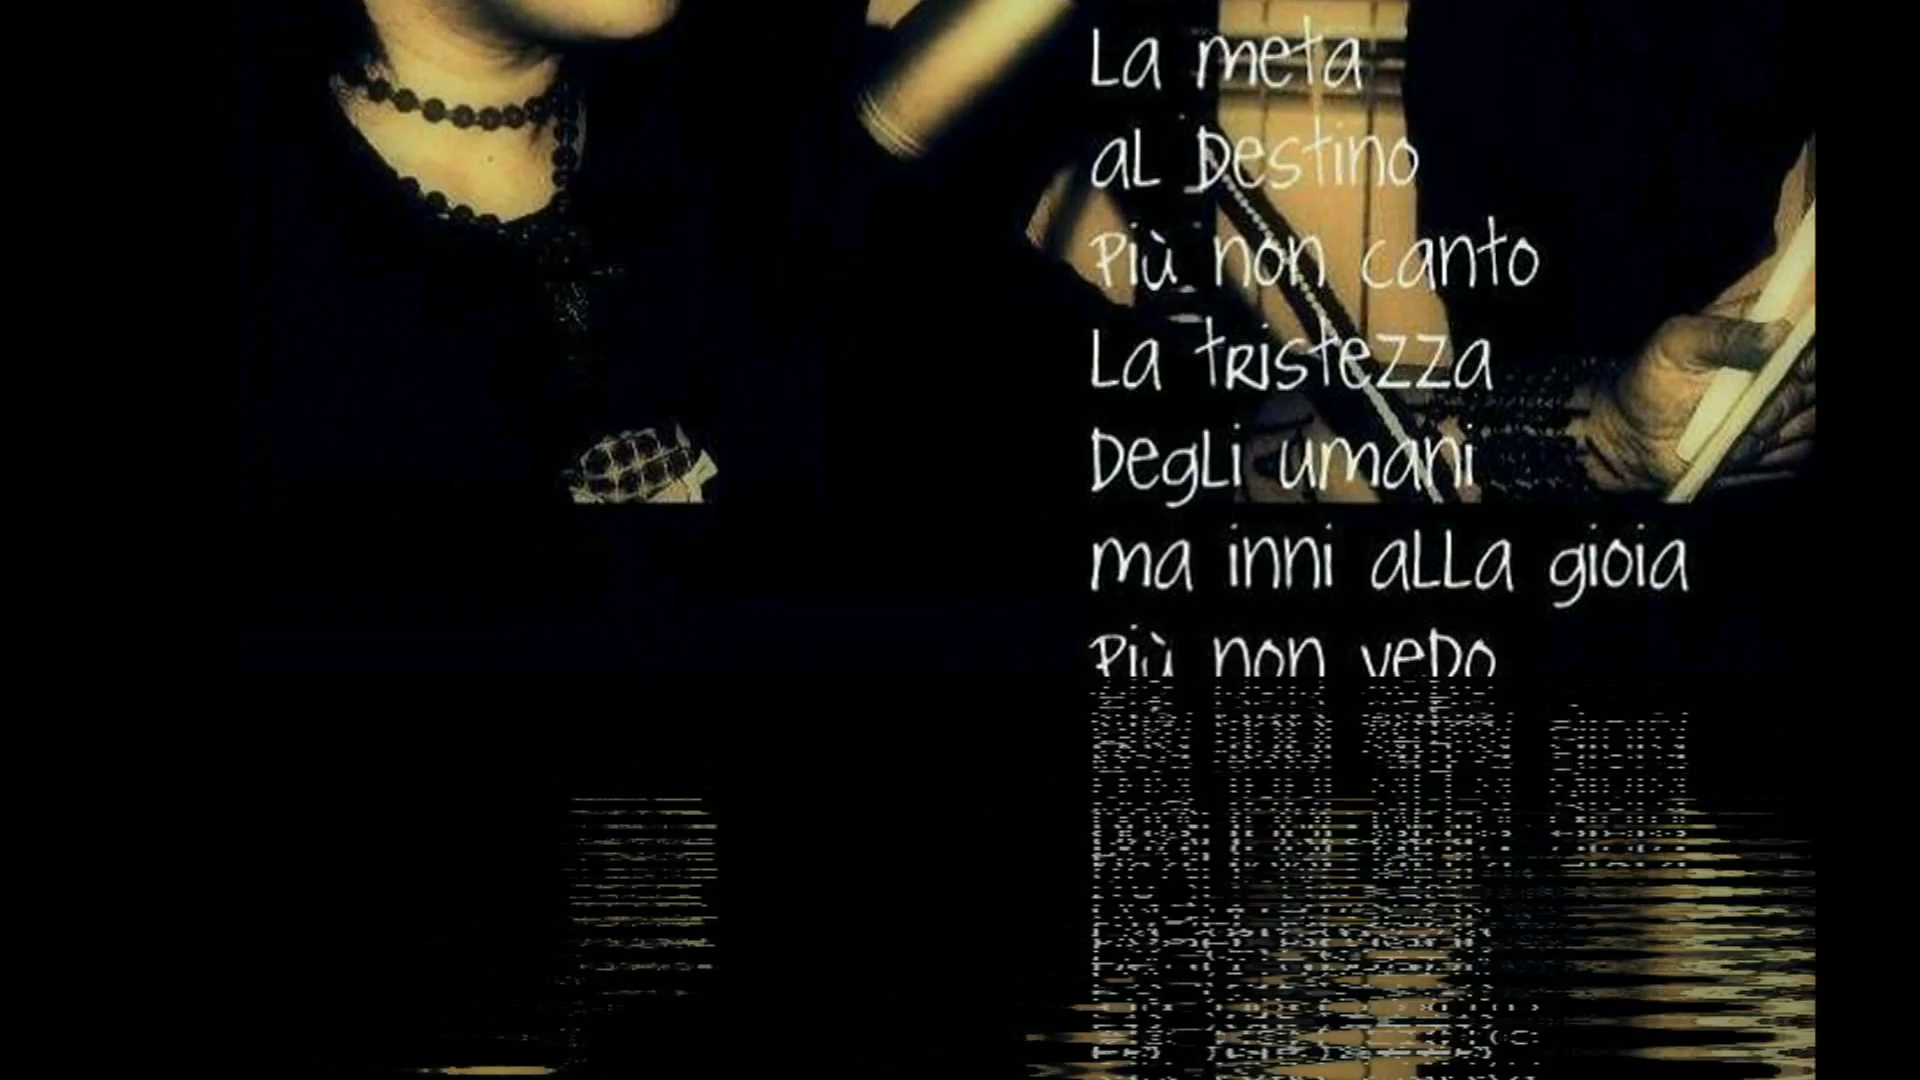 La meta
al Destino
Più non canto
La tristezza
Degli umani
ma inni alla gioia
Più non vedo